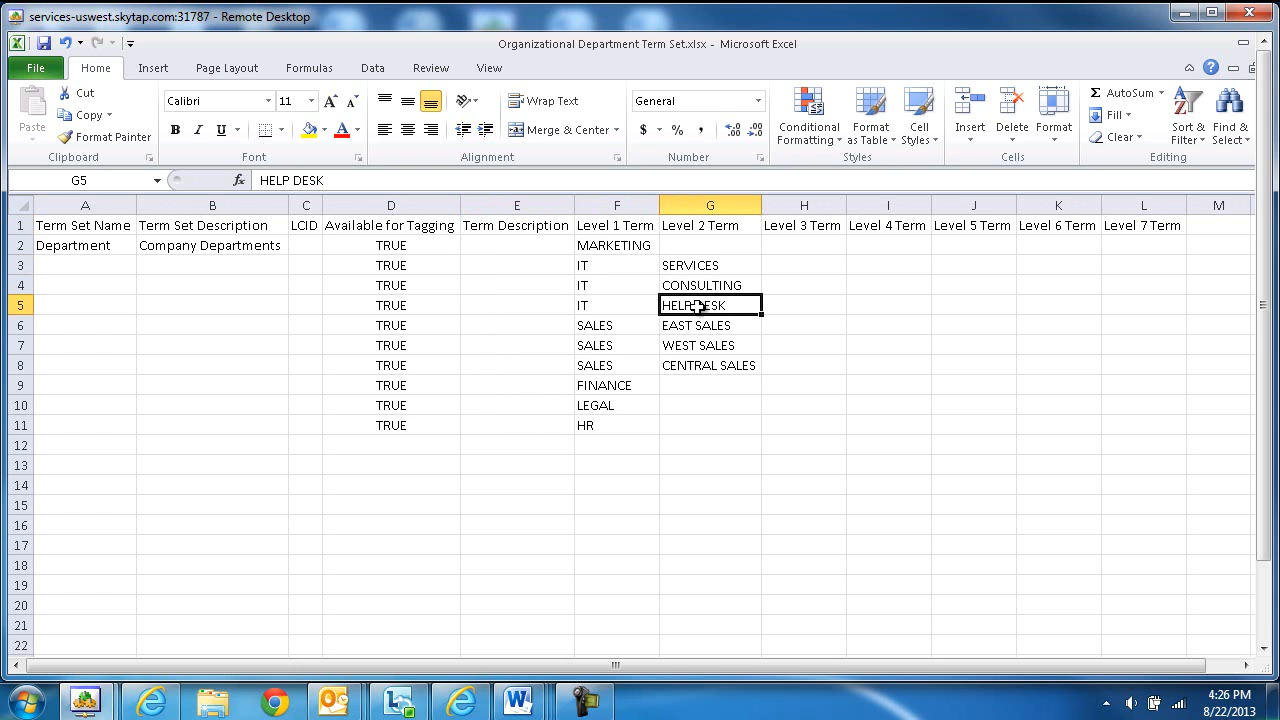 services-uswest.skytap.com:31787 - Remote Desktop
Organizational Department Term Set.xlsx - Microsoft Excel
File Home Insert Page Layout Formulas Data Review View
Paste
Cut
Copy
Format Painter
Clipboard
Calibri 11
B I U
Font
Wrap Text
Merge & Center
Alignment
General
$ % ,
Number
Conditional Formatting
Format as Table
Cell Styles
Styles
Insert Delete Format
Cells
AutoSum
Fill
Clear
Sort & Filter
Find & Select
Editing
G5 fx HELP DESK
A B C D E F G H I J K L M
1 Term Set Name Term Set Description LCID Available for Tagging Term Description Level 1 Term Level 2 Term Level 3 Term Level 4 Term Level 5 Term Level 6 Term Level 7 Term
2 Department Company Departments TRUE MARKETING
3 TRUE IT SERVICES
4 TRUE IT CONSULTING
5 TRUE IT HELP DESK
6 TRUE SALES EAST SALES
7 TRUE SALES WEST SALES
8 TRUE SALES CENTRAL SALES
9 TRUE FINANCE
10 TRUE LEGAL
11 TRUE HR
12
13
14
15
16
17
18
19
20
21
22
4:26 PM
8/22/2013